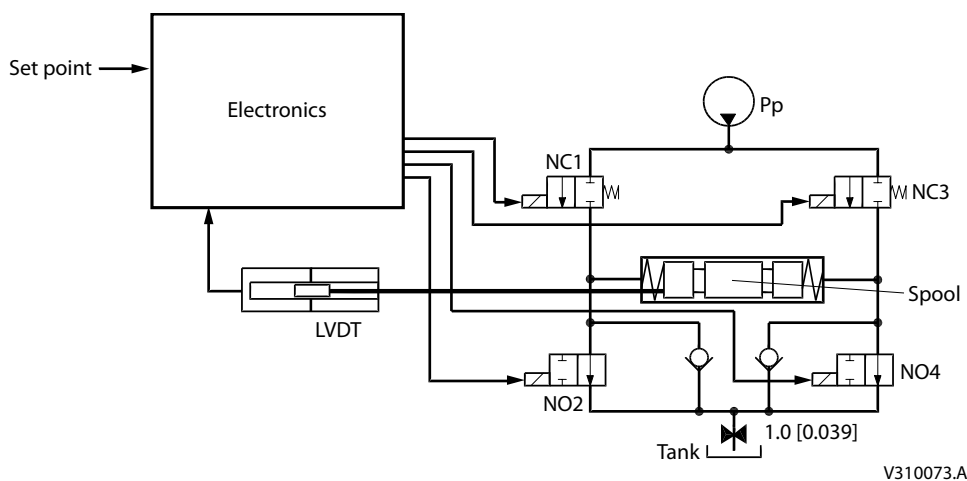 Set point
Electronics
Pp
NC1
NC3
Spool
LVDT
NO2
NO4
1.0 [0.039]
Tank
V310073.A